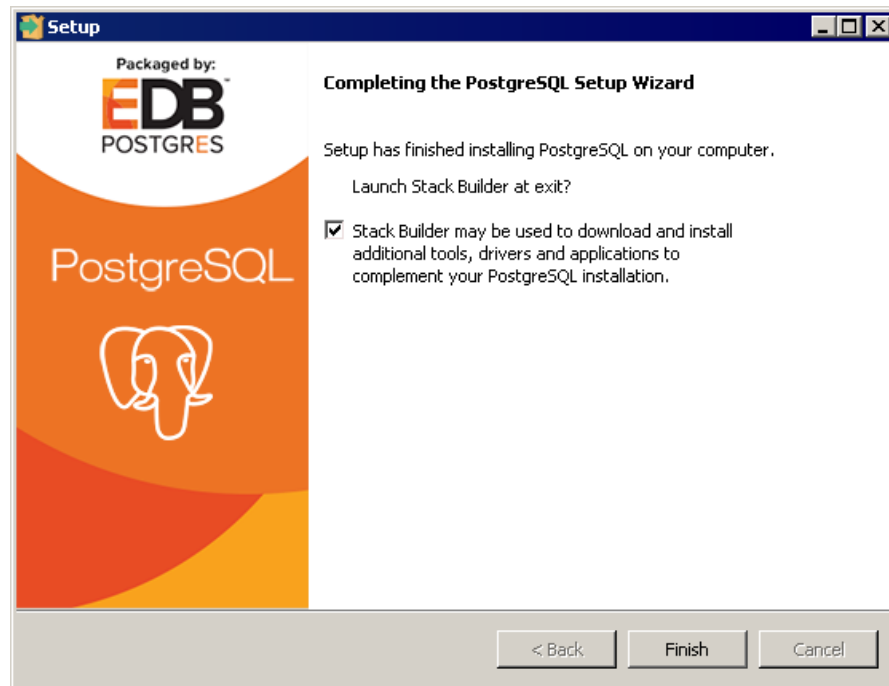 Setup
Packaged by:
EDB™
POSTGRES
PostgreSQL
Completing the PostgreSQL Setup Wizard
Setup has finished installing PostgreSQL on your computer.
Launch Stack Builder at exit?
Stack Builder may be used to download and install
additional tools, drivers and applications to
complement your PostgreSQL installation.
< Back
Finish
Cancel